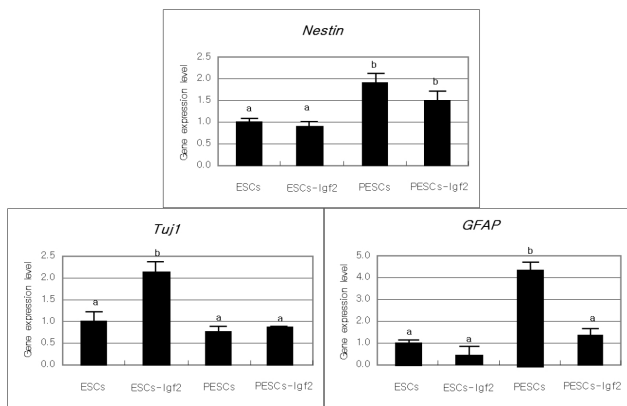 Nestin
Gene expression level
2.5
2.0
1.5
1.0
0.5
0.0
a
a
b
b
ESCs
ESCs-Igf2
PESCs
PESCs-Igf2
Tuj1
Gene expression level
2.5
2.0
1.5
1.0
0.5
0.0
a
b
a
a
ESCs
ESCs-Igf2
PESCs
PESCs-Igf2
GFAP
Gene expression level
5.0
4.0
3.0
2.0
1.0
0.0
a
a
b
a
ESCs
ESCs-Igf2
PESCs
PESCs-Igf2